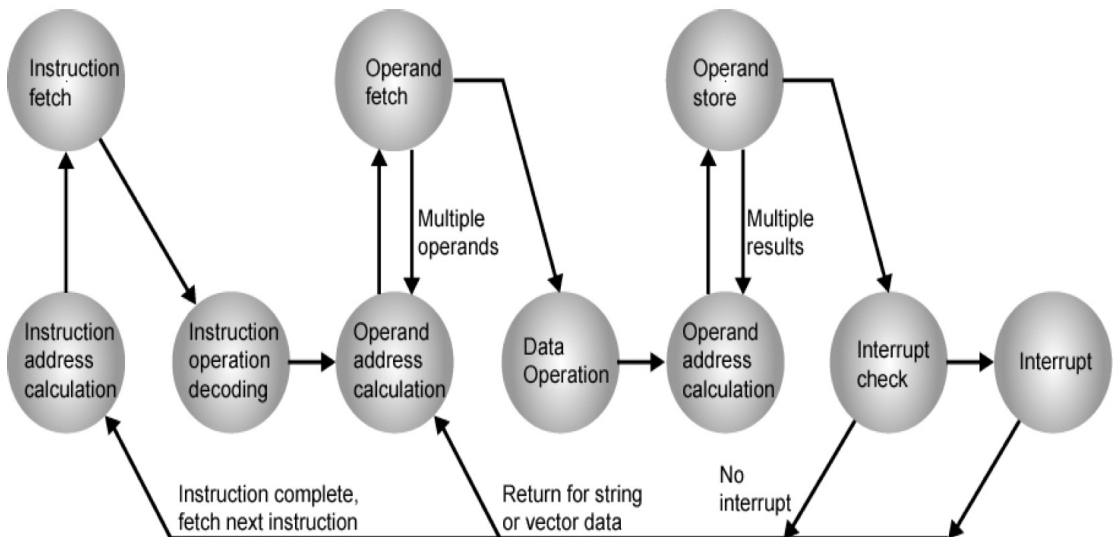 Instruction
fetch
Operand
fetch
Operand
store
Multiple
operands
Multiple
results
Instruction
address
calculation
Instruction
operation
decoding
Operand
address
calculation
Data
Operation
Operand
address
calculation
Interrupt
check
Interrupt
Instruction complete,
fetch next instruction
Return for string
or vector data
No
interrupt